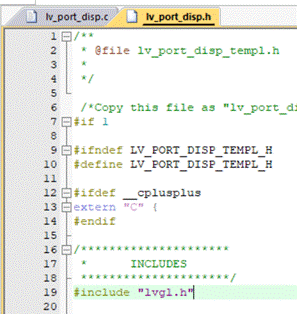 lv_port_disp.c lv_port_disp.h
1 /**
2 * @file lv_port_disp_templ.h
3 *
4 */
5
6 /*Copy this file as "lv_port_di
7 #if 1
8
9 #ifndef LV_PORT_DISP_TEMPL_H
10 #define LV_PORT_DISP_TEMPL_H
11
12 #ifdef __cplusplus
13 extern "C" {
14 #endif
15
16 /*********************
17 * INCLUDES
18 *********************/
19 #include "lvgl.h"
20